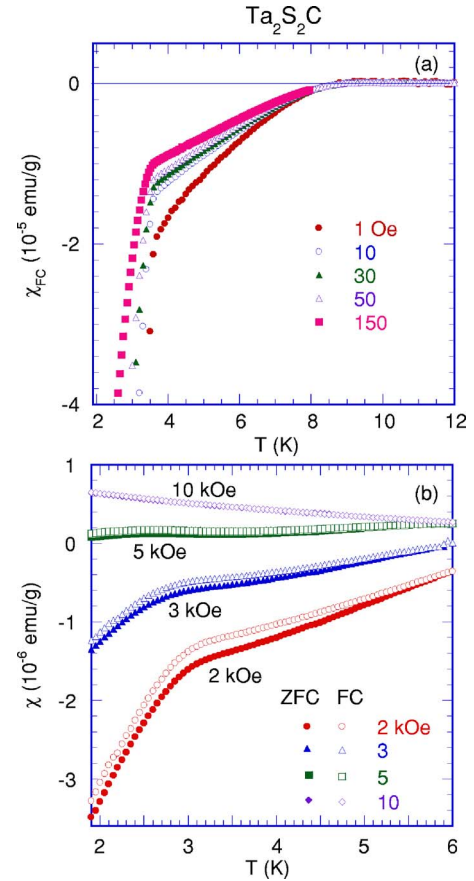 Ta₂S₂C
(a)
0
-2
-4
χFC (10⁻⁵ emu/g)
1 Oe
10
30
50
150
2 4 6 8 10 12
T (K)
(b)
1
0
-1
-2
-3
χ (10⁻⁶ emu/g)
10 kOe
5 kOe
3 kOe
2 kOe
ZFC FC
2 kOe
3
5
10
2 3 4 5 6
T (K)